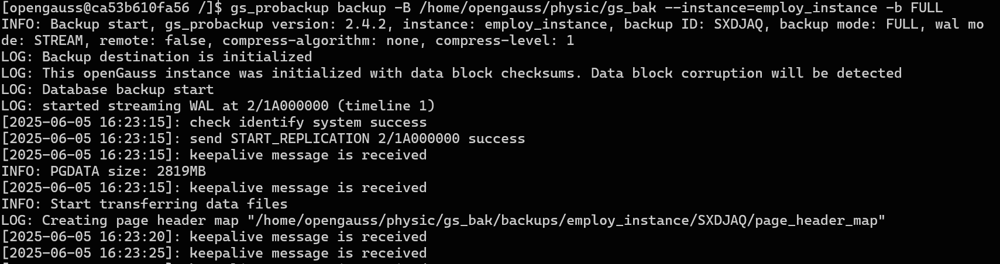 [opengauss@ca53b610fa56 /]$ gs_probackup backup -B /home/opengauss/physic/gs_bak --instance=employ_instance -b FULL
INFO: Backup start, gs_probackup version: 2.4.2, instance: employ_instance, backup ID: SXDJAQ, backup mode: FULL, wal mo
de: STREAM, remote: false, compress-algorithm: none, compress-level: 1
LOG: Backup destination is initialized
LOG: This openGauss instance was initialized with data block checksums. Data block corruption will be detected
LOG: Database backup start
LOG: started streaming WAL at 2/1A000000 (timeline 1)
[2025-06-05 16:23:15]: check identify system success
[2025-06-05 16:23:15]: send START_REPLICATION 2/1A000000 success
[2025-06-05 16:23:15]: keepalive message is received
INFO: PGDATA size: 2819MB
[2025-06-05 16:23:15]: keepalive message is received
INFO: Start transferring data files
LOG: Creating page header map "/home/opengauss/physic/gs_bak/backups/employ_instance/SXDJAQ/page_header_map"
[2025-06-05 16:23:20]: keepalive message is received
[2025-06-05 16:23:25]: keepalive message is received